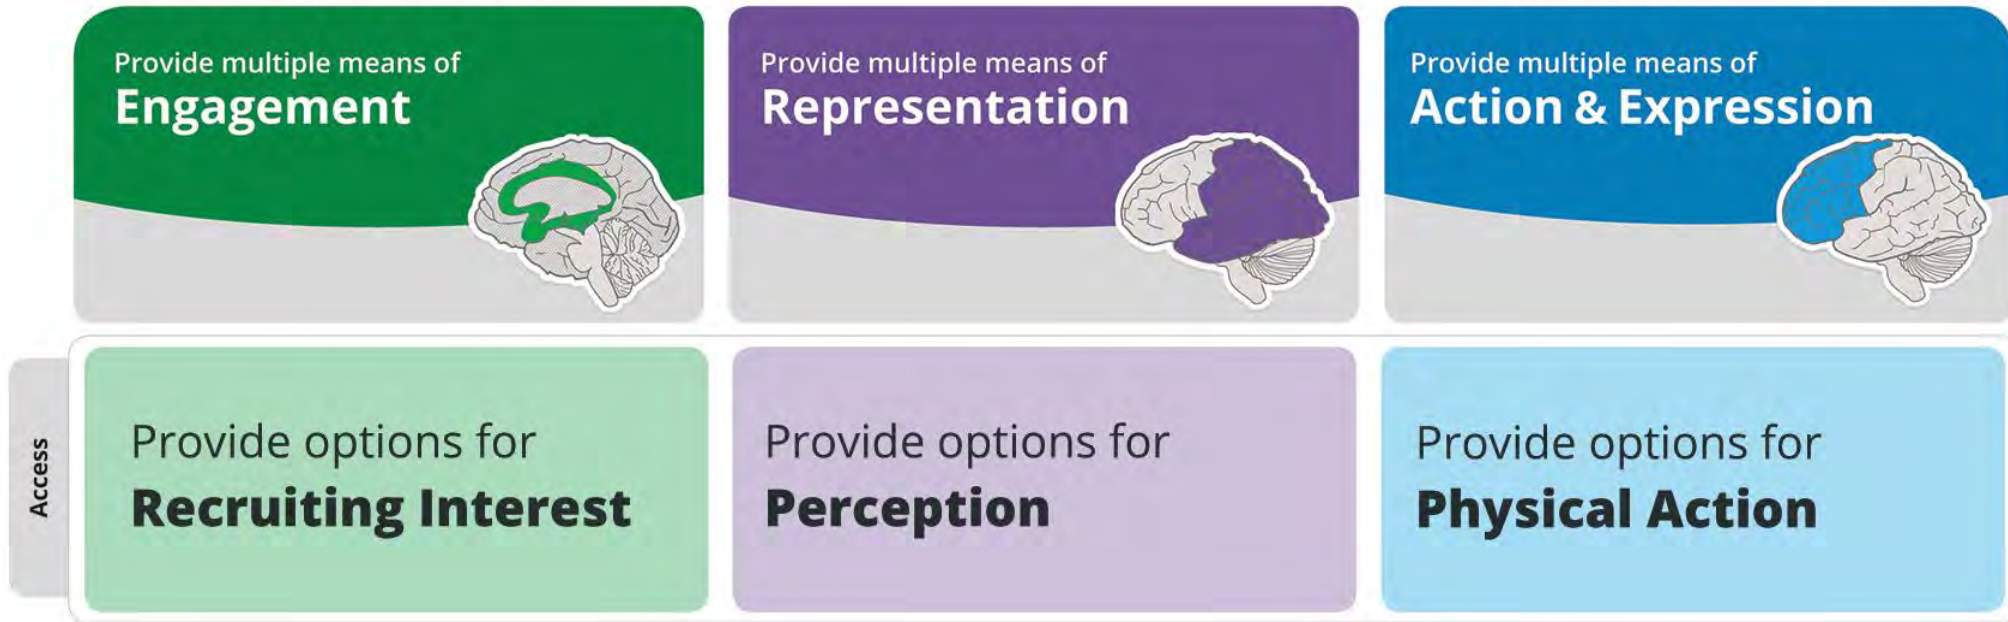 Provide multiple means of
Engagement
Provide multiple means of
Representation
Provide multiple means of
Action & Expression
Access
Provide options for
Recruiting Interest
Provide options for
Perception
Provide options for
Physical Action